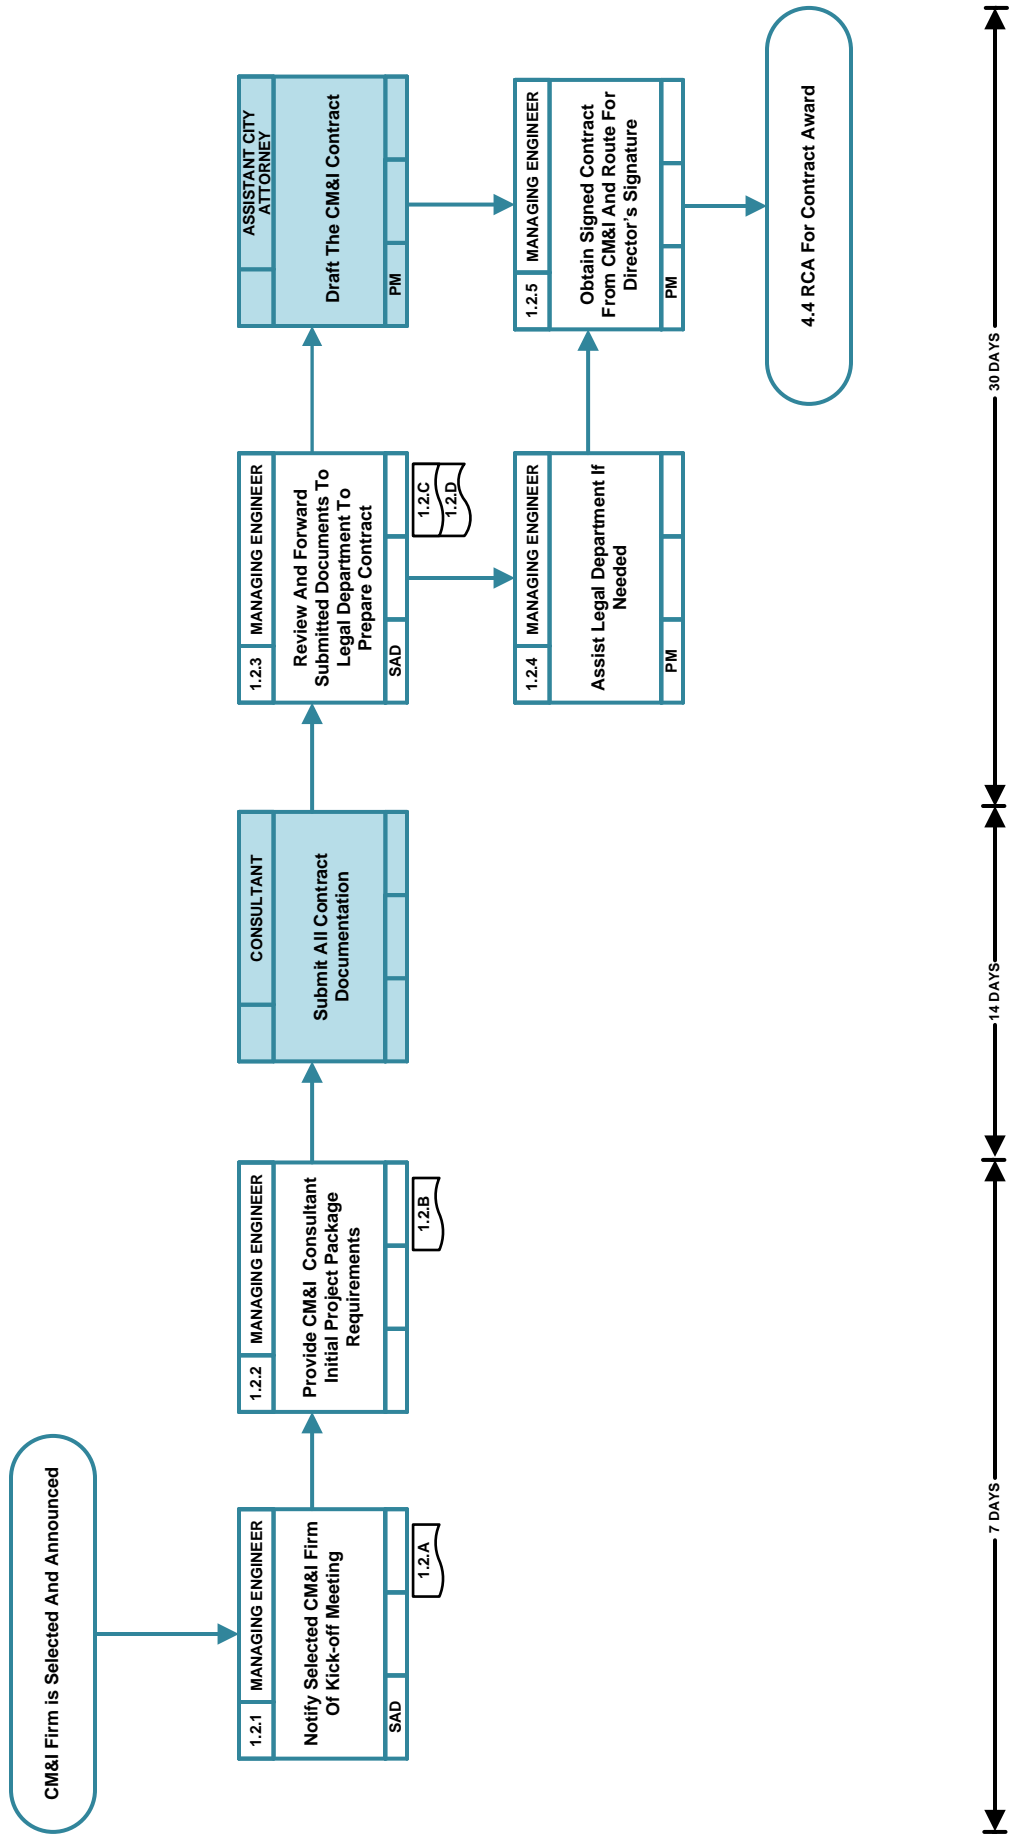 CM&I Firm is Selected And Announced
1.2.1
MANAGING ENGINEER
Notify Selected CM&I Firm
Of Kick-off Meeting
SAD
1.2.A
1.2.2
MANAGING ENGINEER
Provide CM&I Consultant
Initial Project Package
Requirements
1.2.B
CONSULTANT
Submit All Contract
Documentation
1.2.3
MANAGING ENGINEER
Review And Forward
Submitted Documents To
Legal Department To
Prepare Contract
SAD
1.2.C
1.2.D
ASSISTANT CITY
ATTORNEY
Draft The CM&I Contract
PM
1.2.4
MANAGING ENGINEER
Assist Legal Department If
Needed
PM
1.2.5
MANAGING ENGINEER
Obtain Signed Contract
From CM&I And Route For
Director's Signature
PM
4.4 RCA For Contract Award
7 DAYS
14 DAYS
30 DAYS